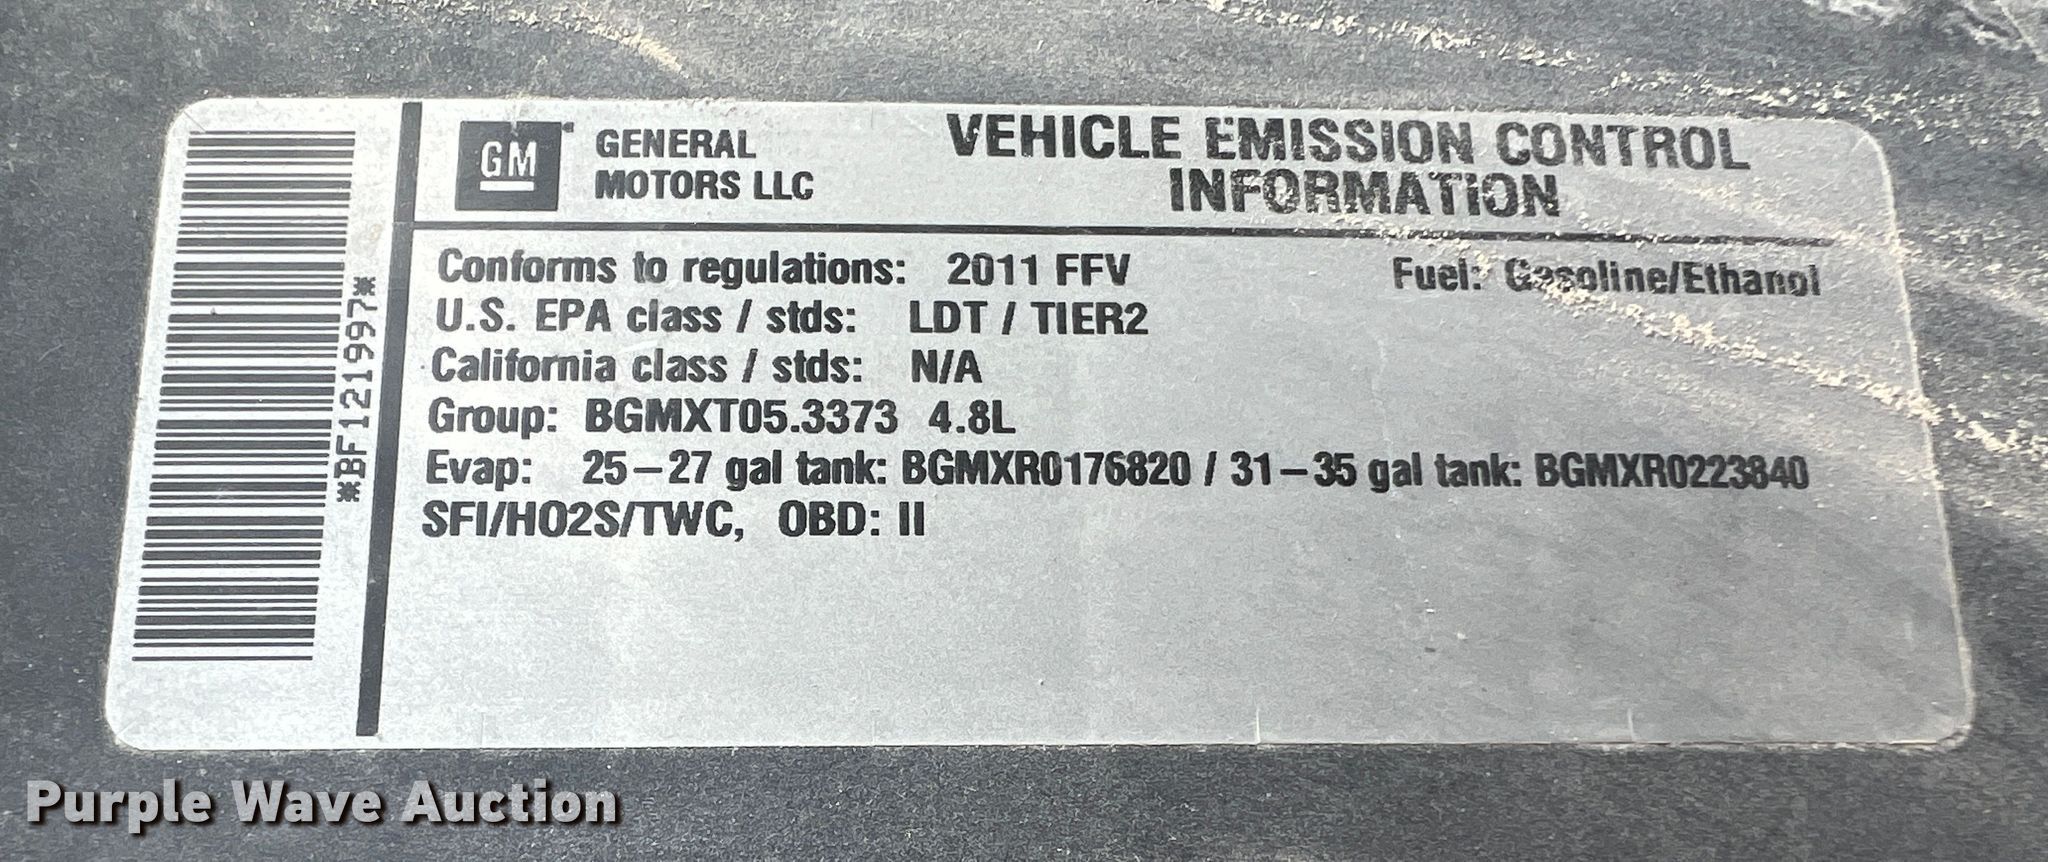 *BF121997*
GM GENERAL
MOTORS LLC
VEHICLE EMISSION CONTROL
INFORMATION
Conforms to regulations: 2011 FFV Fuel: Gasoline/Ethanol
U.S. EPA class / stds: LDT / TIER2
California class / stds: N/A
Group: BGMXT05.3373 4.8L
Evap: 25–27 gal tank: BGMXR0176820 / 31–35 gal tank: BGMXR0223840
SFI/HO2S/TWC, OBD: II
Purple Wave Auction